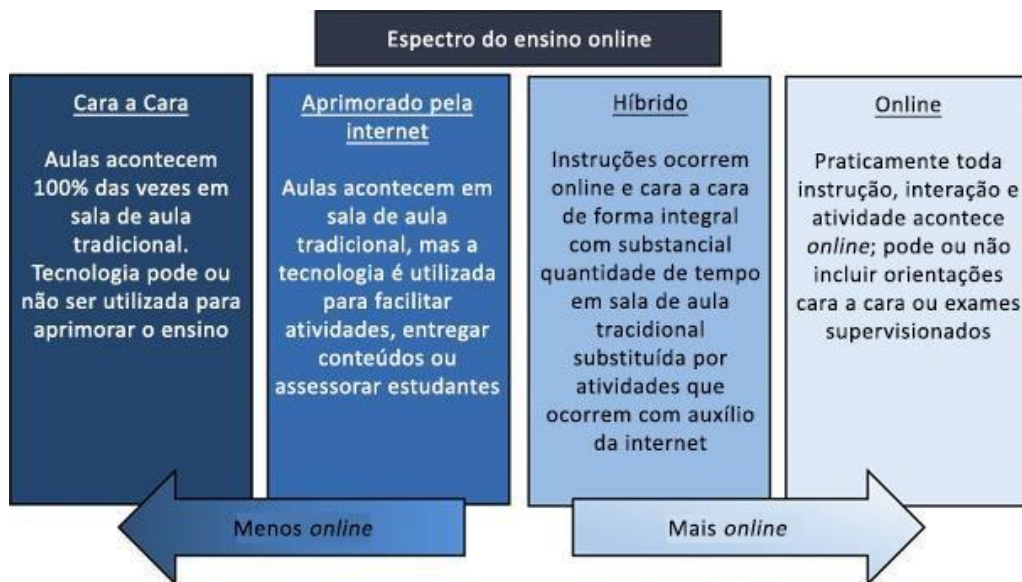 Espectro do ensino online
Cara a Cara
Aulas acontecem
100% das vezes em
sala de aula
tradicional.
Tecnologia pode ou
não ser utilizada para
aprimorar o ensino
Aprimorado pela
internet
Aulas acontecem em
sala de aula
tradicional, mas a
tecnologia é utilizada
para facilitar
atividades, entregar
conteúdos ou
assessorar estudantes
Híbrido
Instruções ocorrem
online e cara a cara
de forma integral
com substancial
quantidade de tempo
em sala de aula
tracidional
substituída por
atividades que
ocorrem com auxílio
da internet
Online
Praticamente toda
instrução, interação e
atividade acontece
online; pode ou não
incluir orientações
cara a cara ou exames
supervisionados
Menos online
Mais online